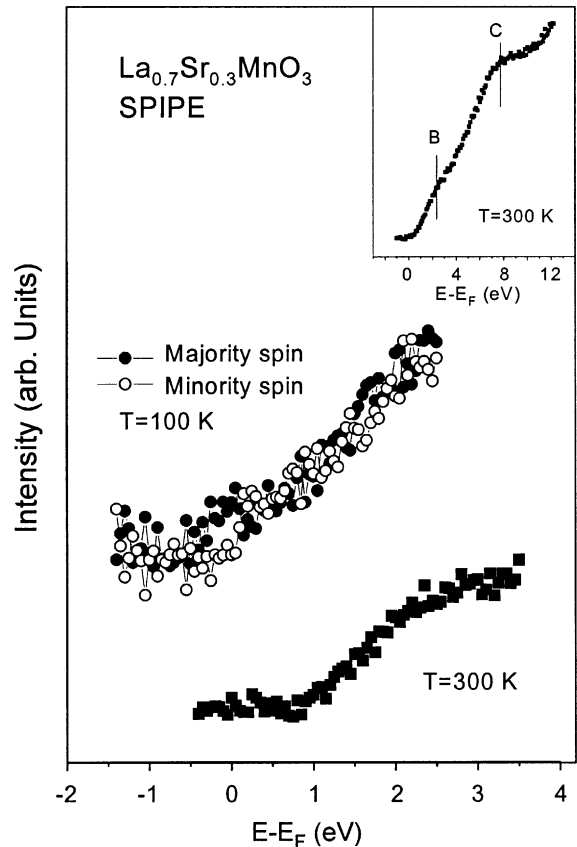 La0.7Sr0.3MnO3
SPIPE
C
B
T=300 K
0 4 8 12
E-EF (eV)
Majority spin
Minority spin
T=100 K
T=300 K
Intensity (arb. Units)
-2 -1 0 1 2 3 4
E-EF (eV)